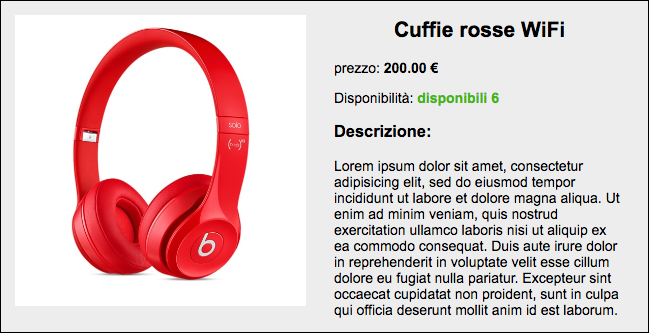 Cuffie rosse WiFi
prezzo: 200.00 €
Disponibilità: disponibili 6
Descrizione:
Lorem ipsum dolor sit amet, consectetur
adipisicing elit, sed do eiusmod tempor
incididunt ut labore et dolore magna aliqua. Ut
enim ad minim veniam, quis nostrud
exercitation ullamco laboris nisi ut aliquip ex
ea commodo consequat. Duis aute irure dolor
in reprehenderit in voluptate velit esse cillum
dolore eu fugiat nulla pariatur. Excepteur sint
occaecat cupidatat non proident, sunt in culpa
qui officia deserunt mollit anim id est laborum.
solo
b